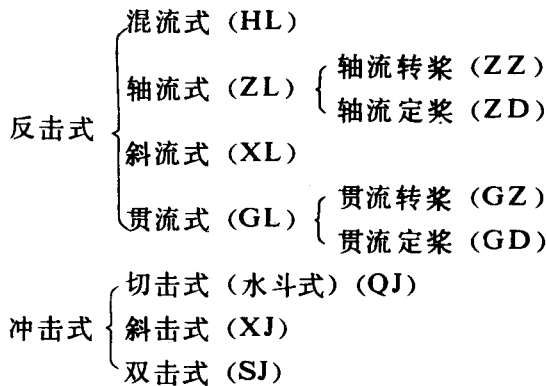 混流式 (HL)
轴流式 (ZL)
轴流转桨 (ZZ)
轴流定桨 (ZD)
反击式
斜流式 (XL)
贯流式 (GL)
贯流转桨 (GZ)
贯流定桨 (GD)
切击式 (水斗式) (QJ)
冲击式
斜击式 (XJ)
双击式 (SJ)